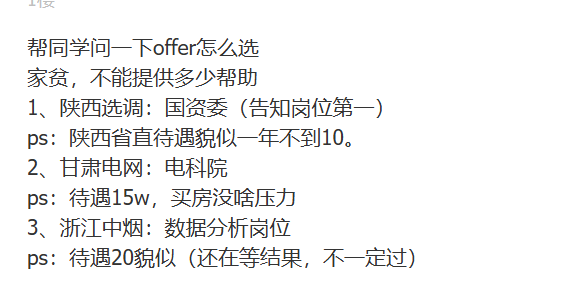 1楼
帮同学问一下offer怎么选
家贫，不能提供多少帮助
1、陕西选调：国资委（告知岗位第一）
ps：陕西省直待遇貌似一年不到10。
2、甘肃电网：电科院
ps：待遇15w，买房没啥压力
3、浙江中烟：数据分析岗位
ps：待遇20貌似（还在等结果，不一定过）